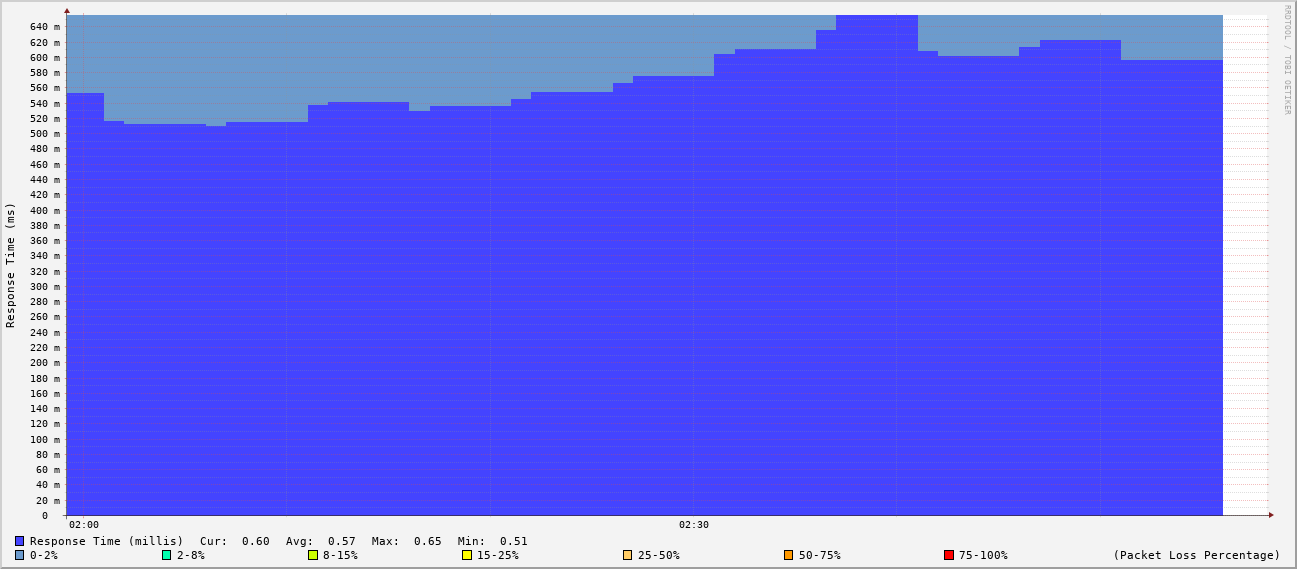 RRDTOOL / TOBI OETIKER
Response Time (ms)
640 m
620 m
600 m
580 m
560 m
540 m
520 m
500 m
480 m
460 m
440 m
420 m
400 m
380 m
360 m
340 m
320 m
300 m
280 m
260 m
240 m
220 m
200 m
180 m
160 m
140 m
120 m
100 m
80 m
60 m
40 m
20 m
0
02:00 02:30
Response Time (millis) Cur: 0.60 Avg: 0.57 Max: 0.65 Min: 0.51
0-2% 2-8% 8-15% 15-25% 25-50% 50-75% 75-100% (Packet Loss Percentage)